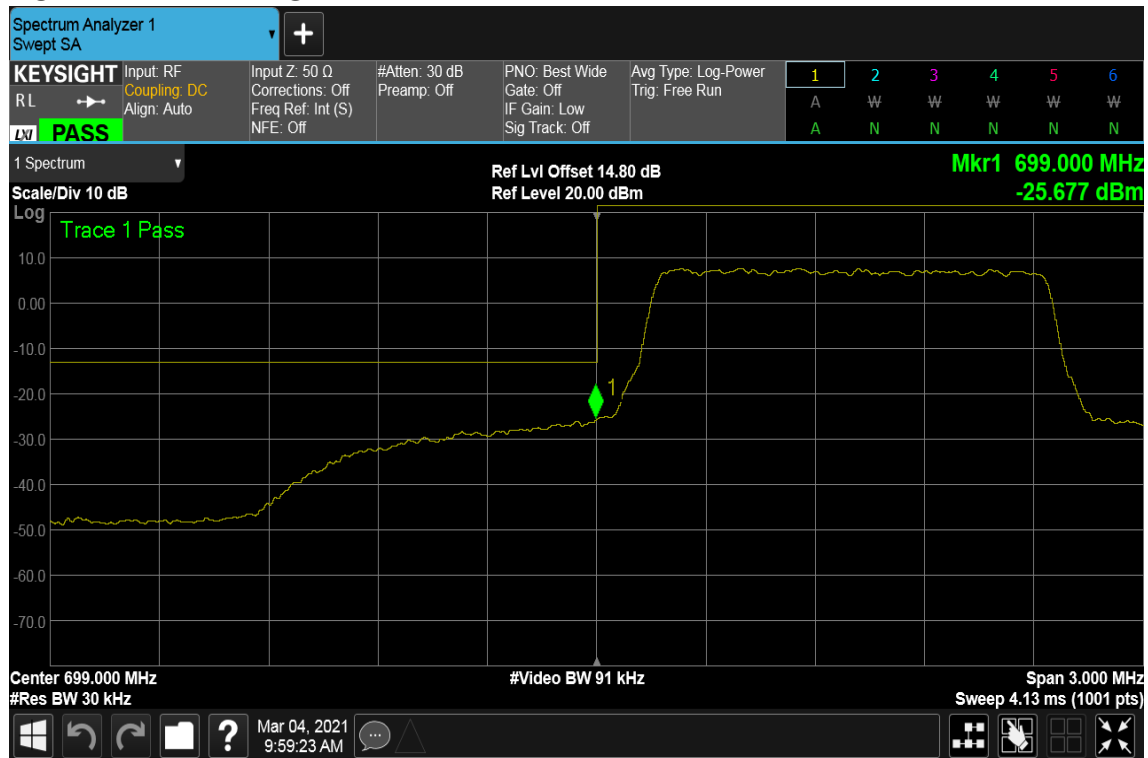 Spectrum Analyzer 1
Swept SA
+
KEYSIGHT
RL
LXI PASS
Input: RF
Coupling: DC
Align: Auto
Input Z: 50 Ω
Corrections: Off
Freq Ref: Int (S)
NFE: Off
#Atten: 30 dB
Preamp: Off
PNO: Best Wide
Gate: Off
IF Gain: Low
Sig Track: Off
Avg Type: Log-Power
Trig: Free Run
1 2 3 4 5 6
A W W W W W
A N N N N N
1 Spectrum
Scale/Div 10 dB
Ref Lvl Offset 14.80 dB
Ref Level 20.00 dBm
Mkr1 699.000 MHz
-25.677 dBm
Log
Trace 1 Pass
10.0
0.00
-10.0
1
-20.0
-30.0
-40.0
-50.0
-60.0
-70.0
Center 699.000 MHz
#Res BW 30 kHz
#Video BW 91 kHz
Span 3.000 MHz
Sweep 4.13 ms (1001 pts)
?
Mar 04, 2021
9:59:23 AM